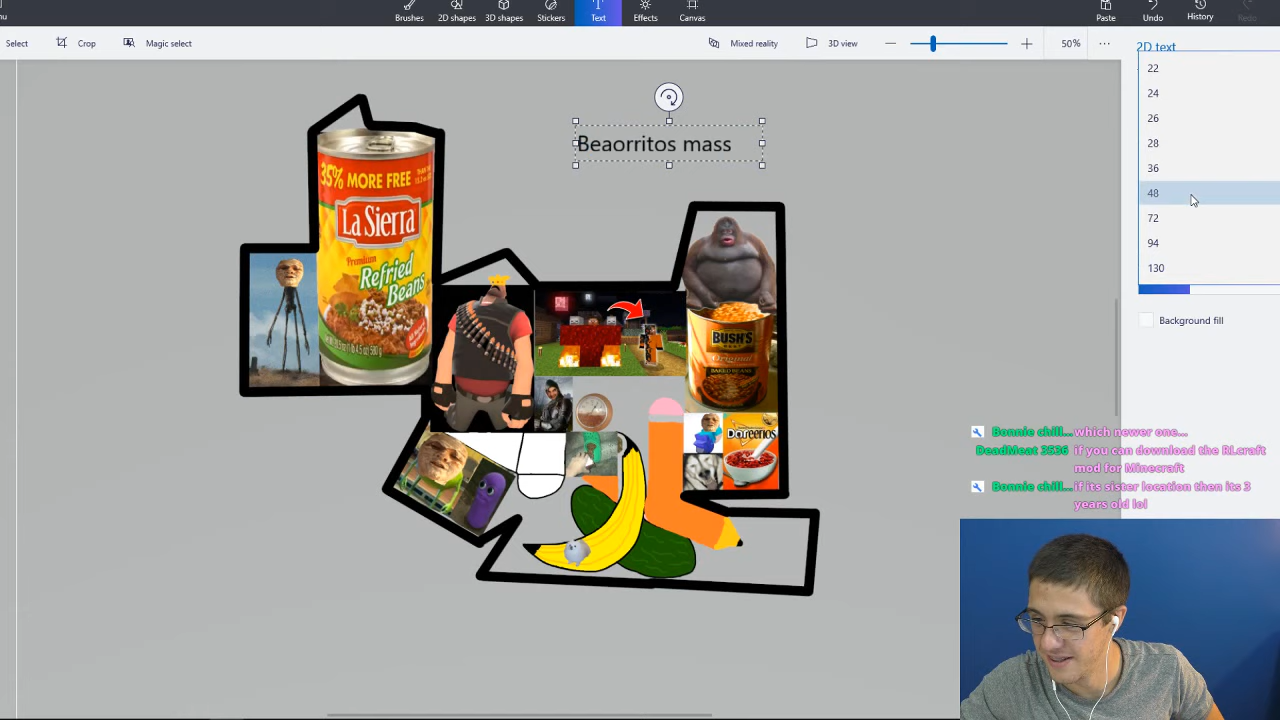 Brushes 2D shapes 3D shapes Stickers Text Effects Canvas Paste Undo History Redo
Select Crop Magic select Mixed reality 3D view 50% 2D text
22
24
26
28
36
48
72
94
130
Background fill
Beaorritos mass
35% MORE FREE
La Sierra
Premium
Refried
Beans
BUSH'S
BEST
Original
BAKED BEANS
Doreerios
Bonnie chill... which newer one...
DeadMeat 3536 if you can download the RLcraft
mod for Minecraft
Bonnie chill... if its sister location then its 3
years old lol